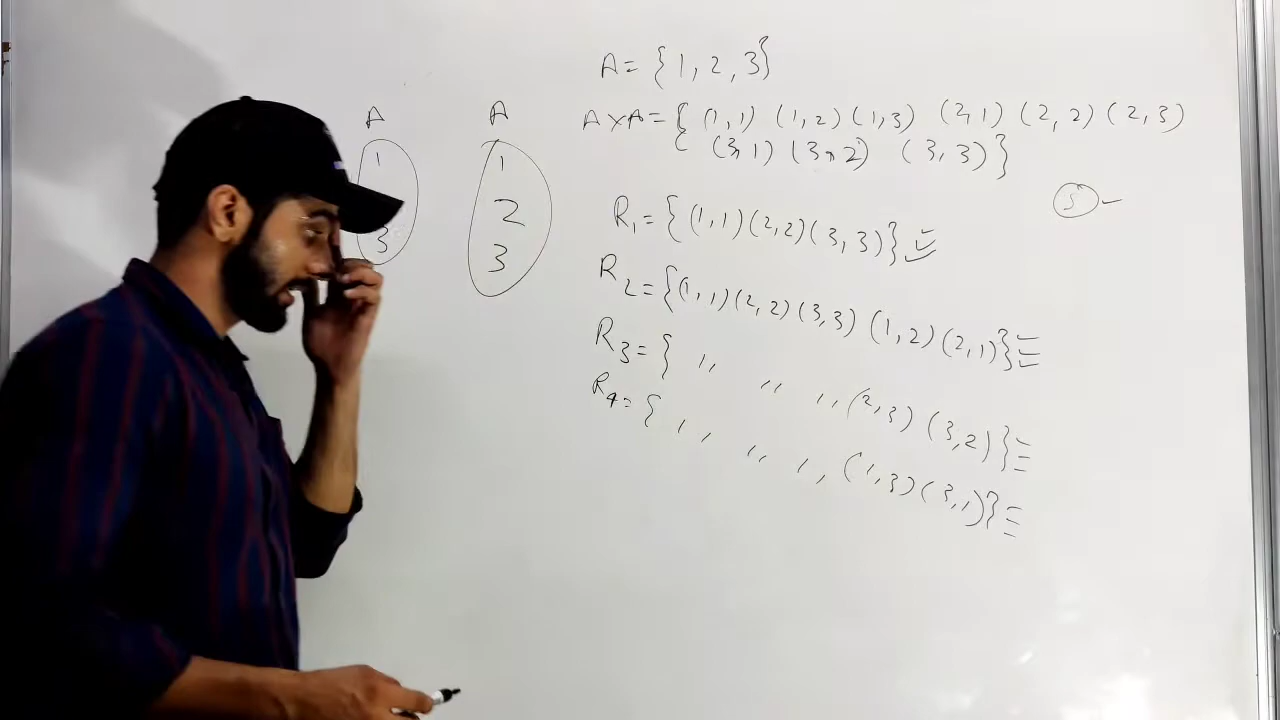 A = {1, 2, 3}
A × A = { (1, 1) (1, 2) (1, 3) (2, 1) (2, 2) (2, 3)
(3, 1) (3, 2) (3, 3) }
5
R₁ = { (1, 1) (2, 2) (3, 3) }
R₂ = { (1, 1) (2, 2) (3, 3) (1, 2) (2, 1) }
R₃ = { ,, ,, ,, (2, 3) (3, 2) }
R₄ = { ,, ,, ,, (1, 3) (3, 1) }
A
1
3
A
1
2
3